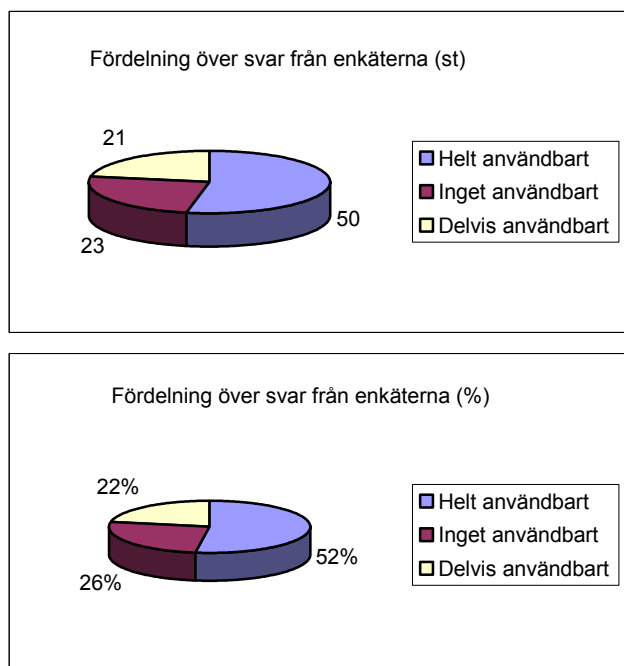 Fördelning över svar från enkäterna (st)
21
50
23
Helt användbart
Inget användbart
Delvis användbart
Fördelning över svar från enkäterna (%)
22%
52%
26%
Helt användbart
Inget användbart
Delvis användbart